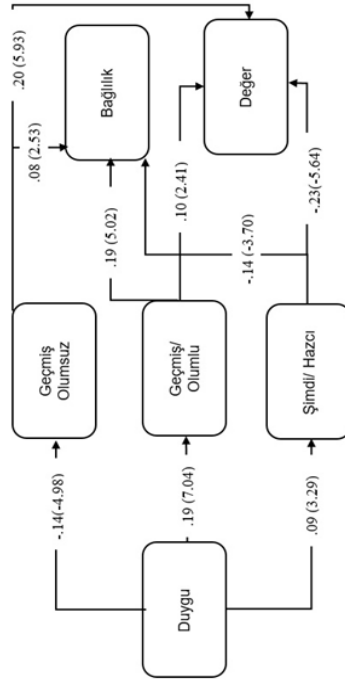 .20 (5.93)
.08 (2.53)
Bağlılık
Değer
.19 (5.02)
.10 (2.41)
-.14 (-3.70)
-.23(-5.64)
Geçmiş
Olumsuz
Geçmiş/
Olumlu
Şimdi/ Hazcı
-.14(-4.98)
.19 (7.04)
.09 (3.29)
Duygu